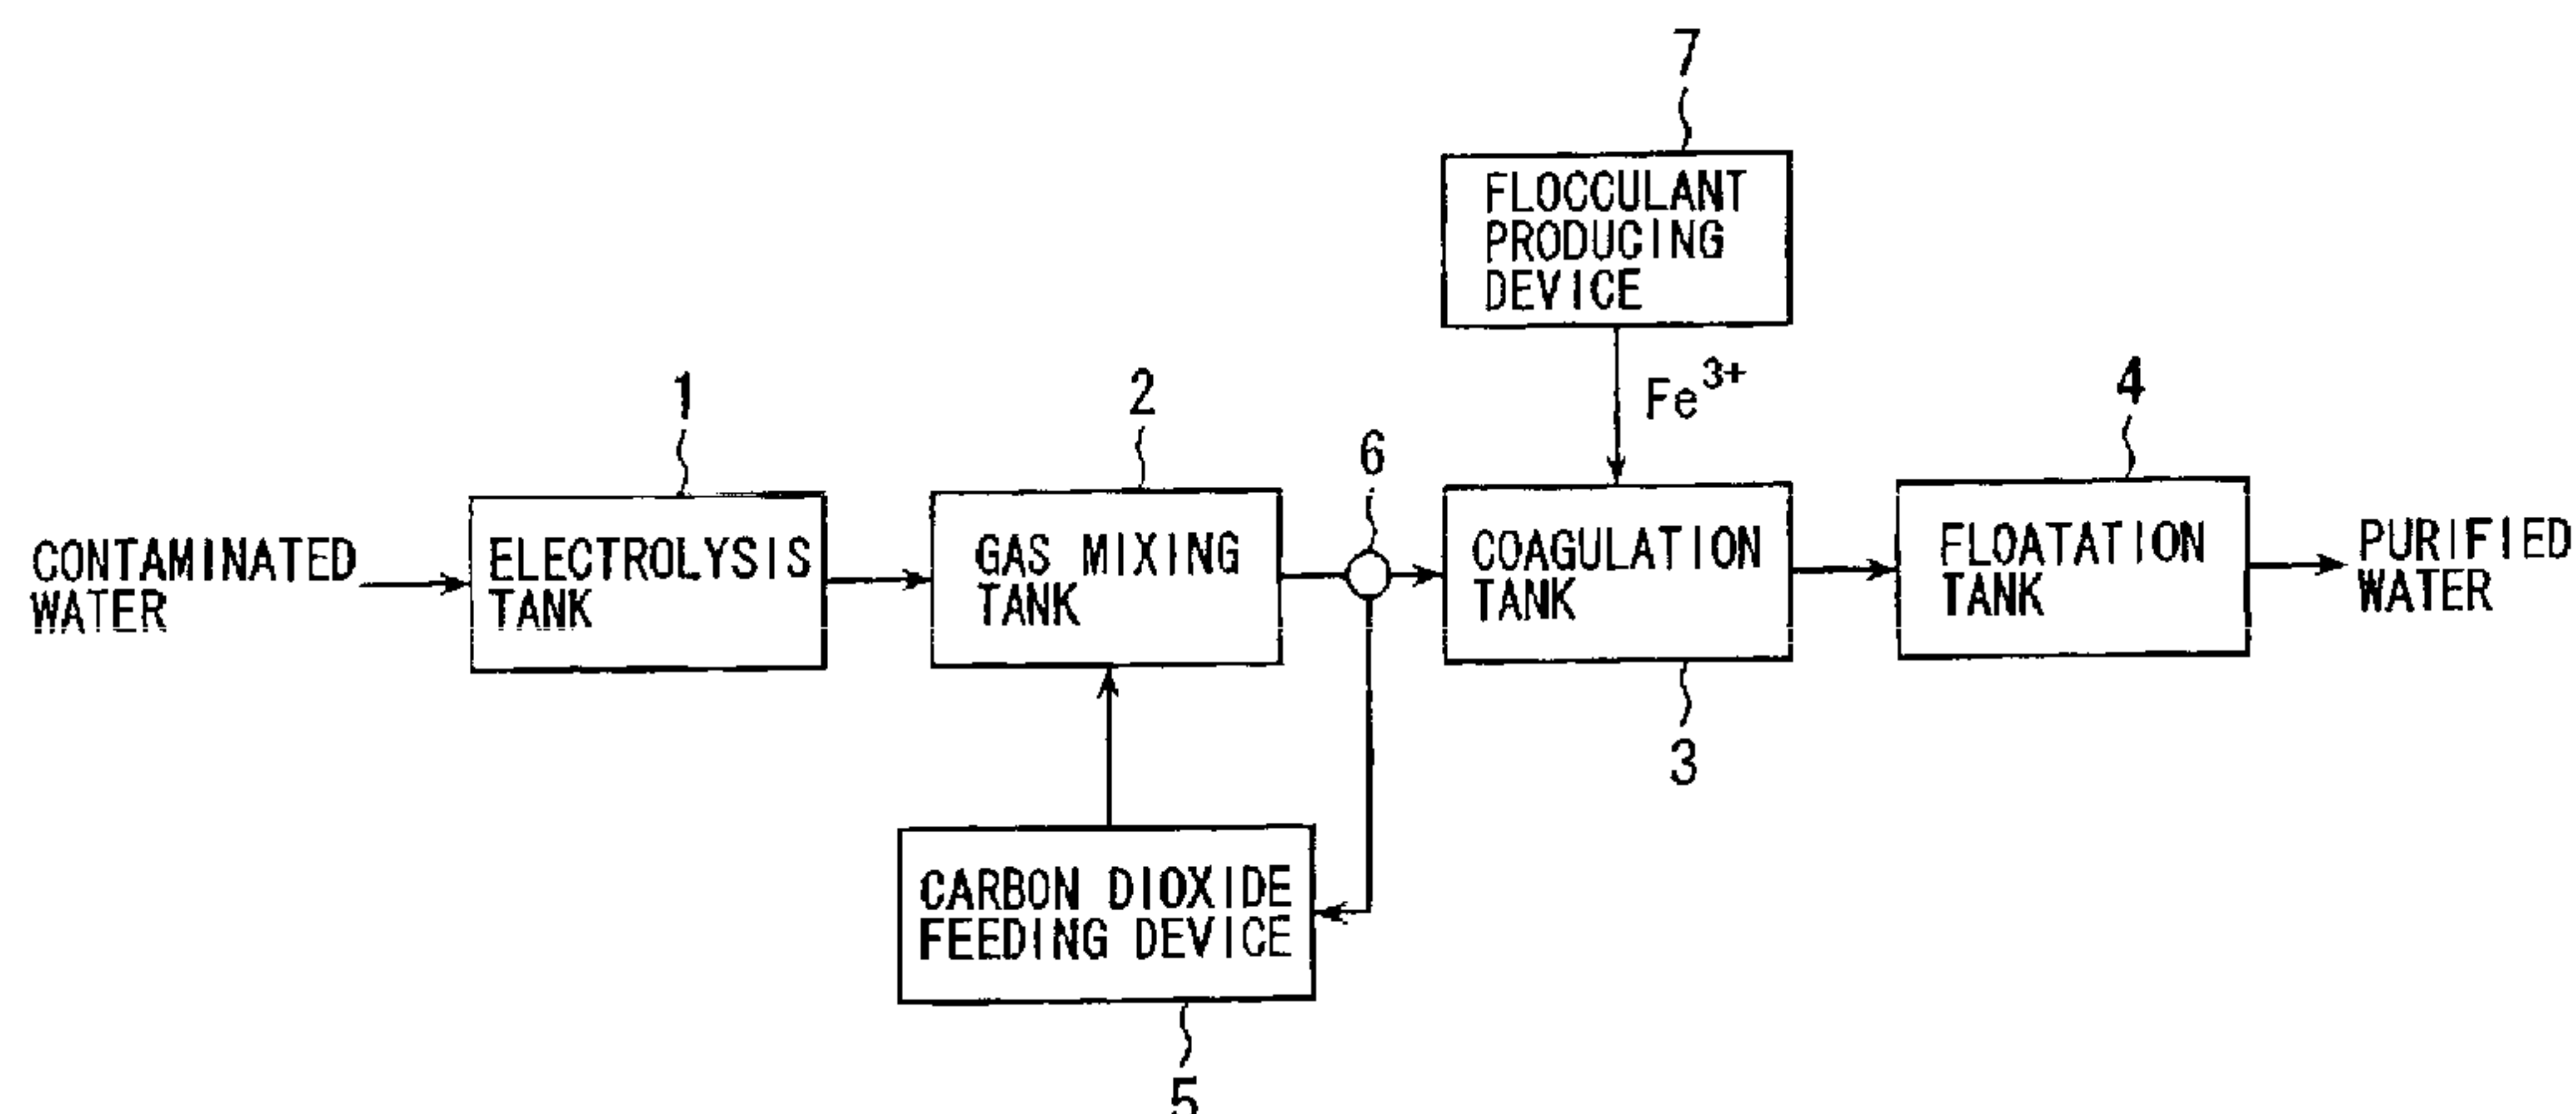 7
FLOCCULANT
PRODUCING
DEVICE
Fe3+
1
2
6
4
CONTAMINATED
WATER
ELECTROLYSIS
TANK
GAS MIXING
TANK
COAGULATION
TANK
FLOATATION
TANK
PURIFIED
WATER
3
CARBON DIOXIDE
FEEDING DEVICE
5